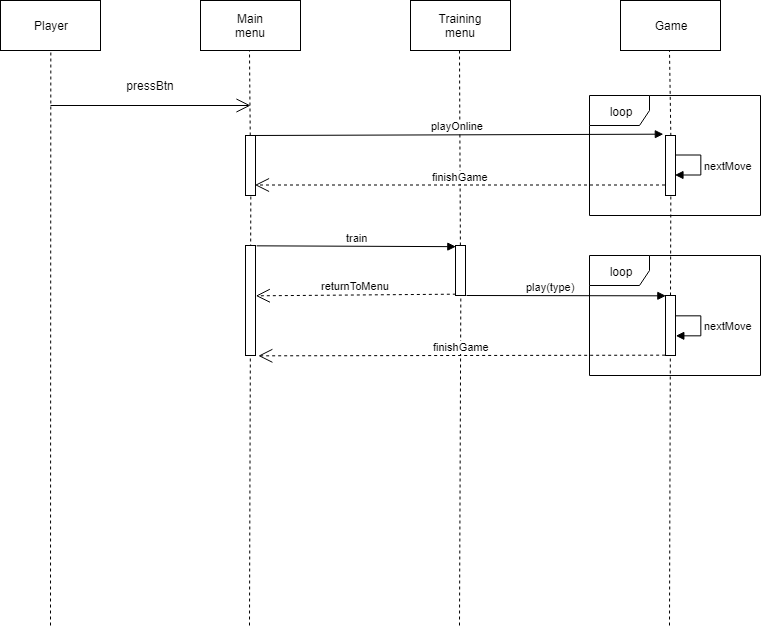 Player
Main
menu
Training
menu
Game
pressBtn
loop
playOnline
nextMove
finishGame
train
loop
returnToMenu
play(type)
nextMove
finishGame